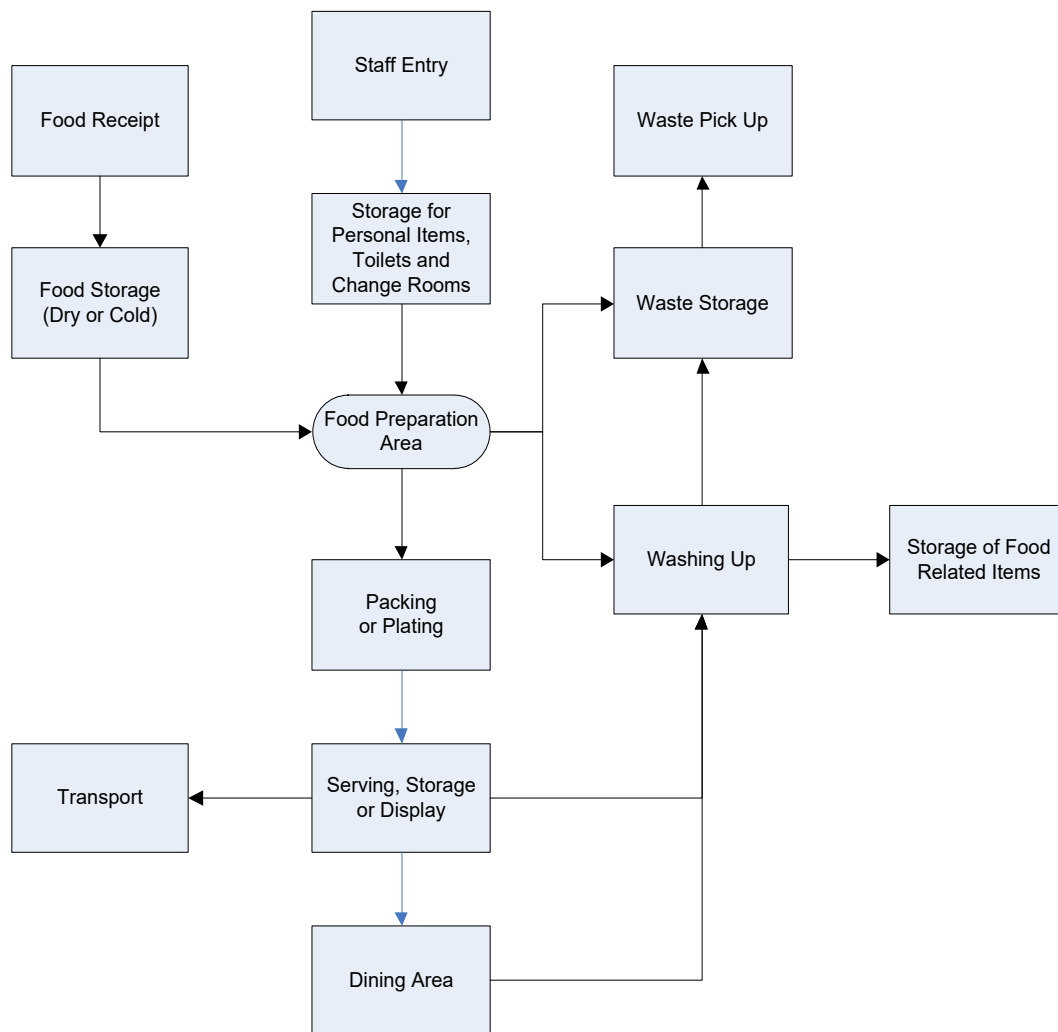 Staff Entry
Food Receipt
Waste Pick Up
Storage for
Personal Items,
Toilets and
Change Rooms
Food Storage
(Dry or Cold)
Waste Storage
Food Preparation
Area
Washing Up
Storage of Food
Related Items
Packing
or Plating
Transport
Serving, Storage
or Display
Dining Area